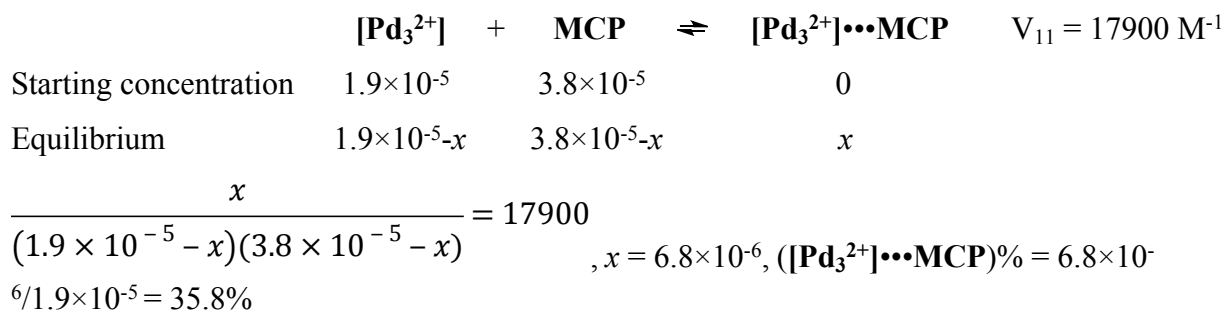 [Pd₃²⁺] + MCP ⇌ [Pd₃²⁺]•••MCP V₁₁ = 17900 M⁻¹
Starting concentration 1.9×10⁻⁵ 3.8×10⁻⁵ 0
Equilibrium 1.9×10⁻⁵-x 3.8×10⁻⁵-x x
x
(1.9 × 10⁻⁵ – x)(3.8 × 10⁻⁵ – x) = 17900
, x = 6.8×10⁻⁶, ([Pd₃²⁺]•••MCP)% = 6.8×10⁻
⁶/1.9×10⁻⁵ = 35.8%